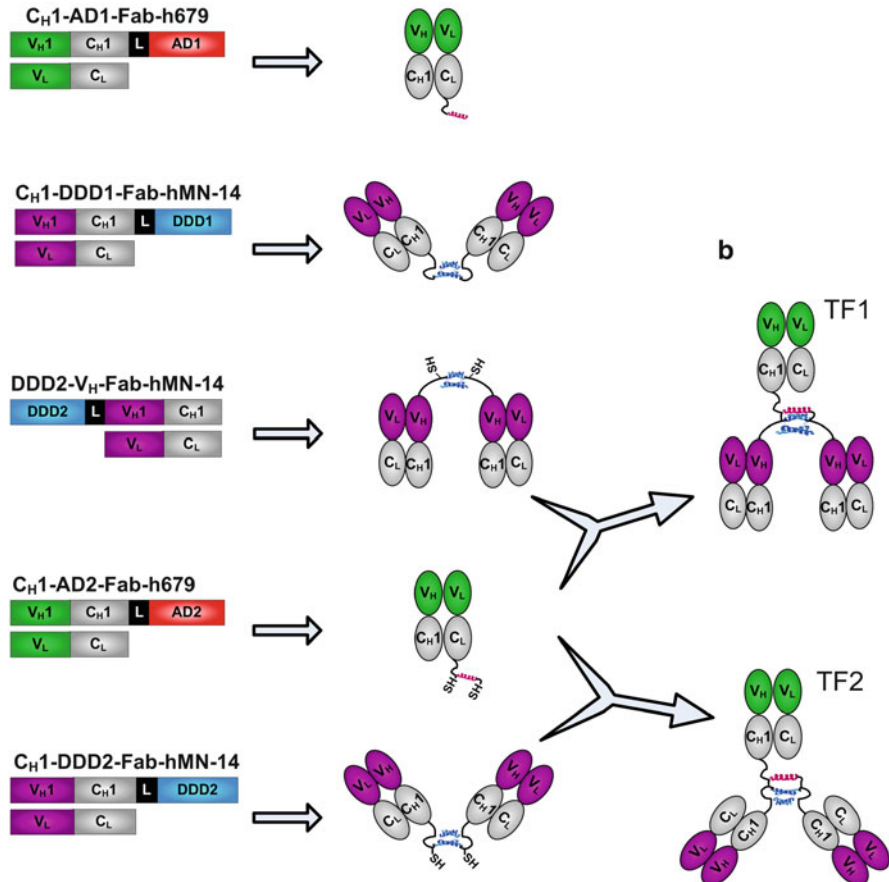 CH1-AD1-Fab-h679
VH1 CH1 L AD1
VL CL
VH VL
CH1 CL
CH1-DDD1-Fab-hMN-14
VH1 CH1 L DDD1
VL CL
VL VH VH VL
CL CH1 CH1 CL
b
TF1
VH VL
CH1 CL
VL VH VH VL
CL CH1 CH1 CL
DDD2-VH-Fab-hMN-14
DDD2 L VH1 CH1
VL CL
SH SH
VL VH VH VL
CL CH1 CH1 CL
CH1-AD2-Fab-h679
VH1 CH1 L AD2
VL CL
VH VL
CH1 CL
SH SH
TF2
VH VL
CH1 CL
CL CH1 CH1 CL
VL VH VH VL
CH1-DDD2-Fab-hMN-14
VH1 CH1 L DDD2
VL CL
VL VH VH VL
CL CH1 CH1 CL
SH SH